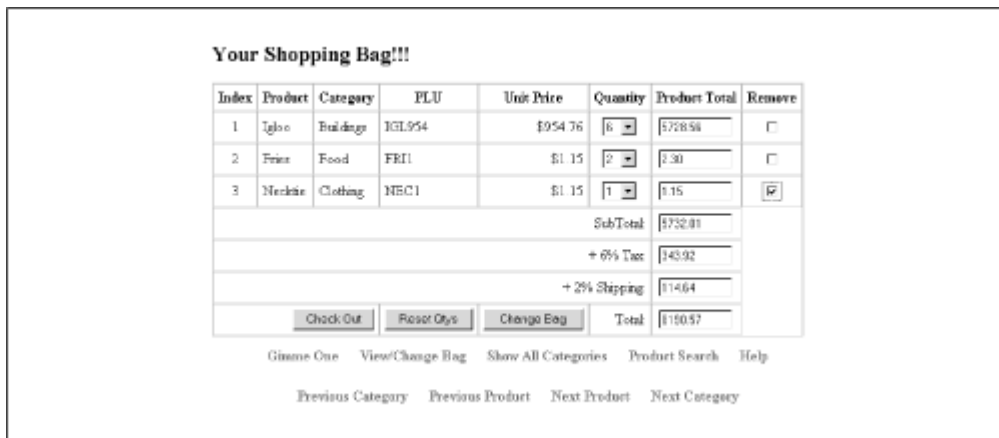 Your Shopping Bag!!!
Index Product Category PLU Unit Price Quantity Product Total Remove
1 Igloo Buildings IGL954 $954.76 6 5728.56
2 Fries Food FRI1 $1.15 2 2.30
3 Necktie Clothing NEC1 $1.15 1 1.15
SubTotal: 5732.01
+ 6% Tax: 343.92
+ 2% Shipping: 114.64
Check Out Reset Qtys Change Bag Total: 6190.57
Gimme One View/Change Bag Show All Categories Product Search Help
Previous Category Previous Product Next Product Next Category